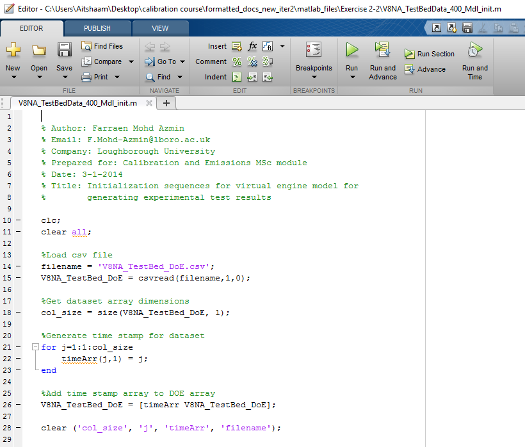 Editor - C:\Users\Aitshaam\Desktop\calibration course\formatted_docs_new_iter2\matlab_files\Exercise 2-2\V8NA_TestBedData_400_Mdl_init.m
EDITOR PUBLISH VIEW
New Open Save Find Files Compare Print Go To Find Insert fx Comment Indent Breakpoints Run Run and Advance Run Section Advance Run and Time
FILE NAVIGATE EDIT BREAKPOINTS RUN
V8NA_TestBedData_400_Mdl_init.m × +
1
2 % Author: Farraen Mohd Azmin
3 % Email: F.Mohd-Azmin@lboro.ac.uk
4 % Company: Loughborough University
5 % Prepared for: Calibration and Emissions MSc module
6 % Date: 3-1-2014
7 % Title: Initialization sequences for virtual engine model for
8 % generating experimental test results
9
10 – clc;
11 – clear all;
12
13 %Load csv file
14 – filename = 'V8NA_TestBed_DoE.csv';
15 – V8NA_TestBed_DoE = csvread(filename,1,0);
16
17 %Get dataset array dimensions
18 – col_size = size(V8NA_TestBed_DoE, 1);
19
20 %Generate time stamp for dataset
21 – for j=1:1:col_size
22 – timeArr(j,1) = j;
23 – end
24
25 %Add time stamp array to DOE array
26 – V8NA_TestBed_DoE = [timeArr V8NA_TestBed_DoE];
27
28 – clear ('col_size', 'j', 'timeArr', 'filename');
29